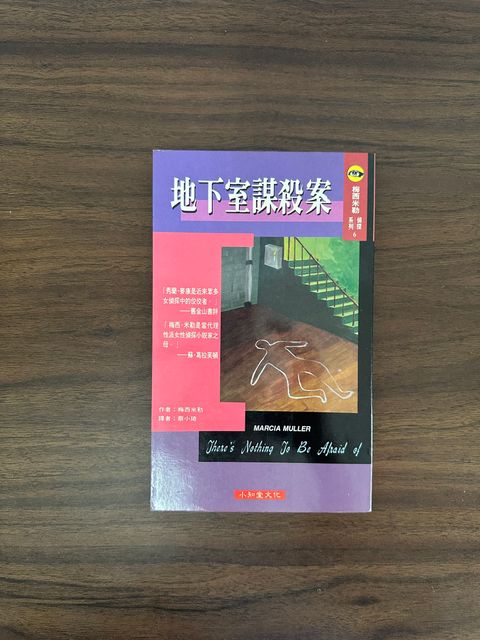 地下室謀殺案
梅西米勒
偵探
系列
6
「秀蘭·麥康是近來眾多
女偵探中的佼佼者。」
——舊金山書評
「梅西·米勒是當代理
性派女性偵探小說家之
母。」
——蘇·葛拉芙頓
作者：梅西米勒
譯者：蔡小琦
MARCIA MULLER
There's Nothing To Be Afraid of
小知堂文化